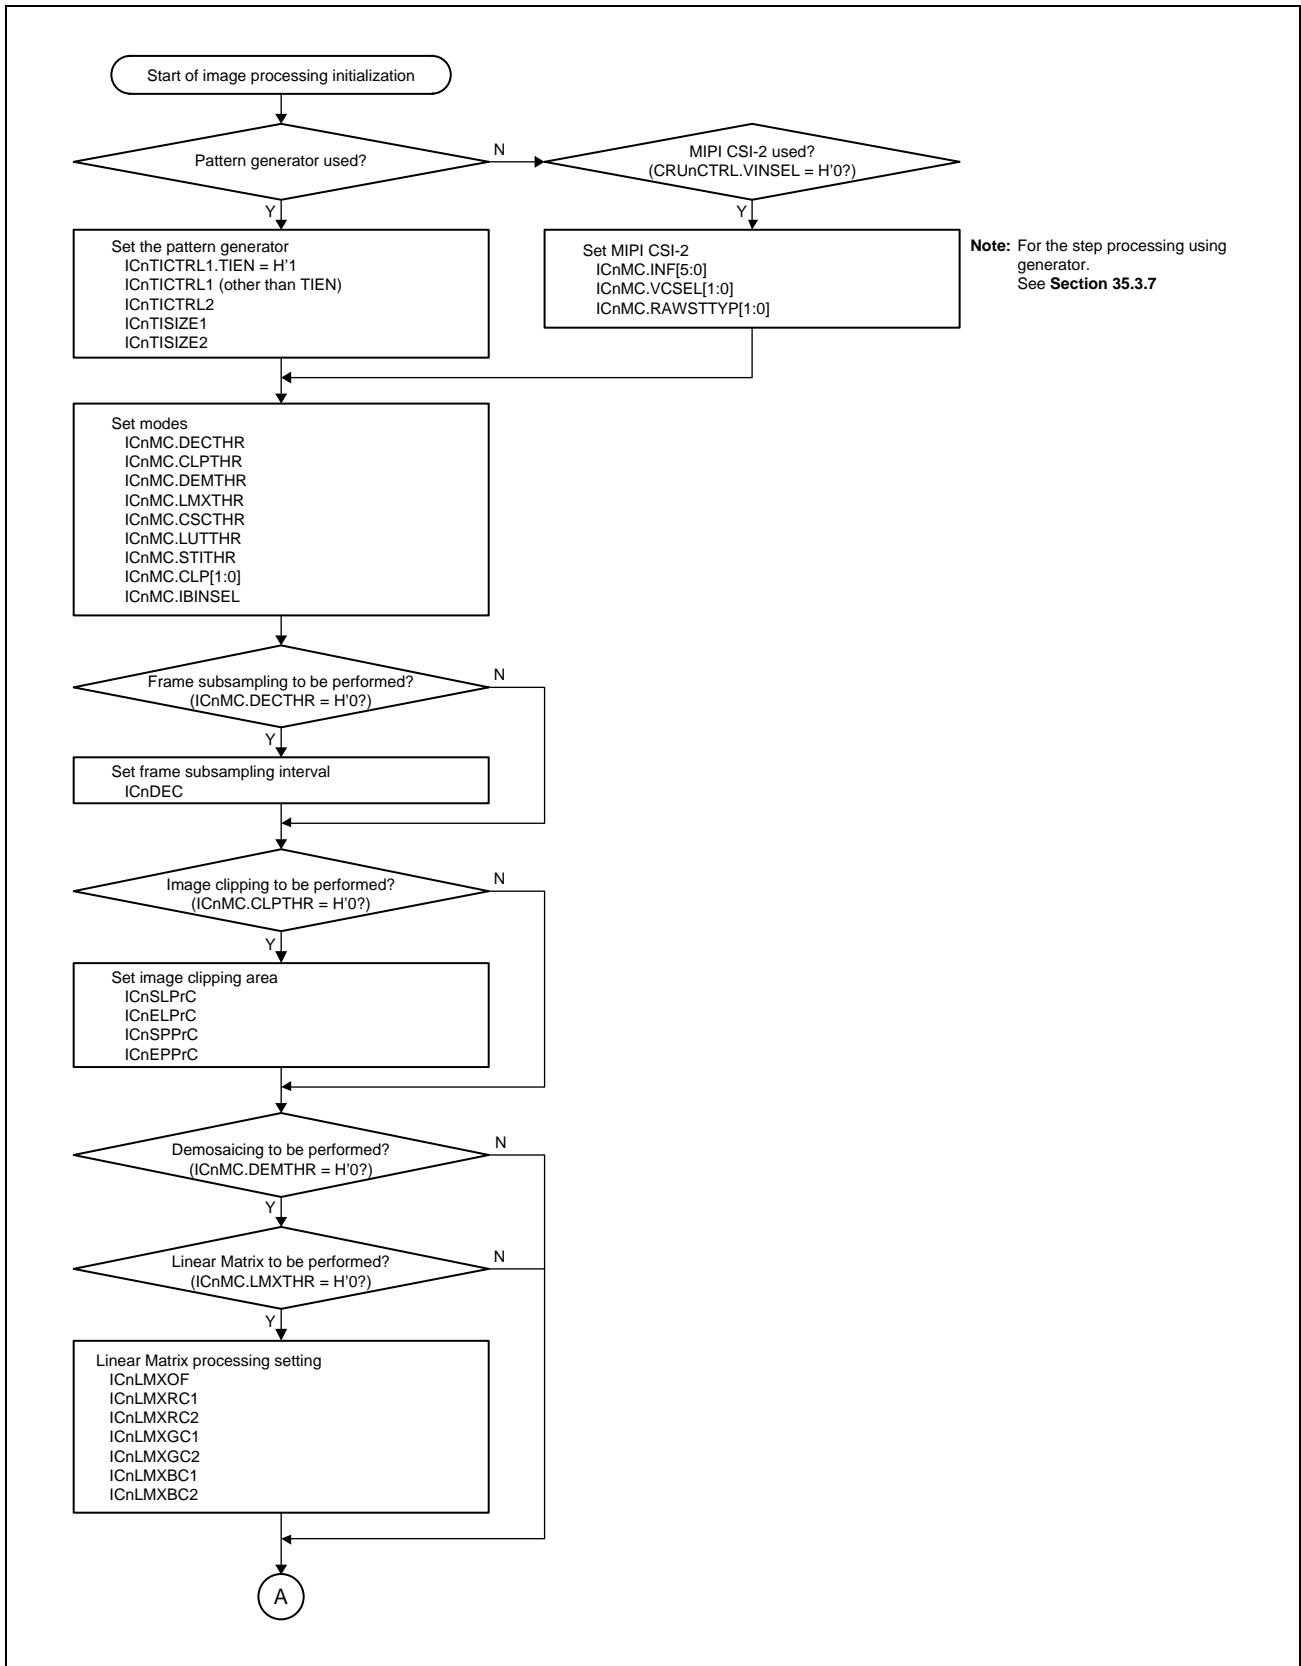 Start of image processing initialization
Pattern generator used?
N
MIPI CSI-2 used?
(CRUnCTRL.VINSEL = H'0?)
Y
Y
Set the pattern generator
ICnTICTRL1.TIEN = H'1
ICnTICTRL1 (other than TIEN)
ICnTICTRL2
ICnTISIZE1
ICnTISIZE2
Set MIPI CSI-2
ICnMC.INF[5:0]
ICnMC.VCSEL[1:0]
ICnMC.RAWSTTYP[1:0]
Note: For the step processing using
generator.
See Section 35.3.7
Set modes
ICnMC.DECTHR
ICnMC.CLPTHR
ICnMC.DEMTHR
ICnMC.LMXTHR
ICnMC.CSCTHR
ICnMC.LUTTHR
ICnMC.STITHR
ICnMC.CLP[1:0]
ICnMC.IBINSEL
Frame subsampling to be performed?
(ICnMC.DECTHR = H'0?)
N
Y
Set frame subsampling interval
ICnDEC
Image clipping to be performed?
(ICnMC.CLPTHR = H'0?)
N
Y
Set image clipping area
ICnSLPrC
ICnELPrC
ICnSPPrC
ICnEPPrC
Demosaicing to be performed?
(ICnMC.DEMTHR = H'0?)
N
Y
Linear Matrix to be performed?
(ICnMC.LMXTHR = H'0?)
N
Y
Linear Matrix processing setting
ICnLMXOF
ICnLMXRC1
ICnLMXRC2
ICnLMXGC1
ICnLMXGC2
ICnLMXBC1
ICnLMXBC2
A